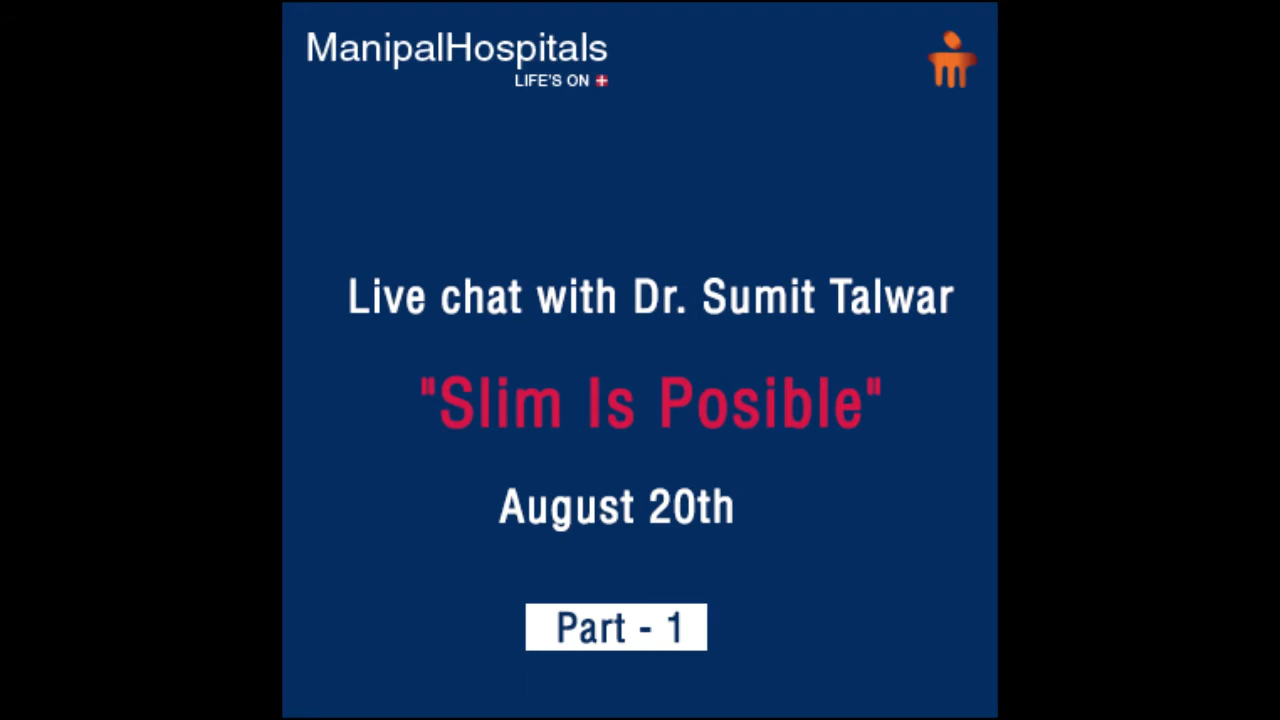 ManipalHospitals
LIFE'S ON
Live chat with Dr. Sumit Talwar
"Slim Is Posible"
August 20th
Part - 1